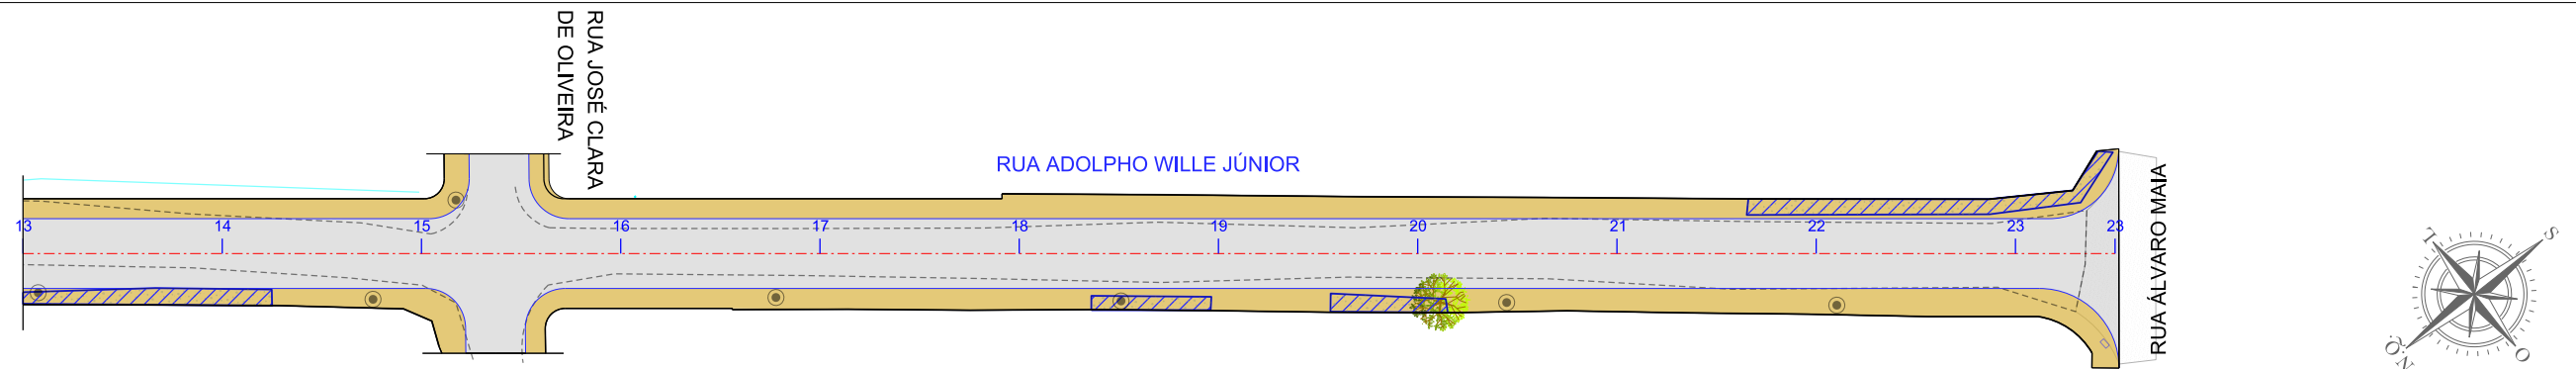 RUA JOSÉ CLARA
DE OLIVEIRA
RUA ADOLPHO WILLE JÚNIOR
13 14 15 16 17 18 19 20 21 22 23 23
RUA ÁLVARO MAIA
L S
N O